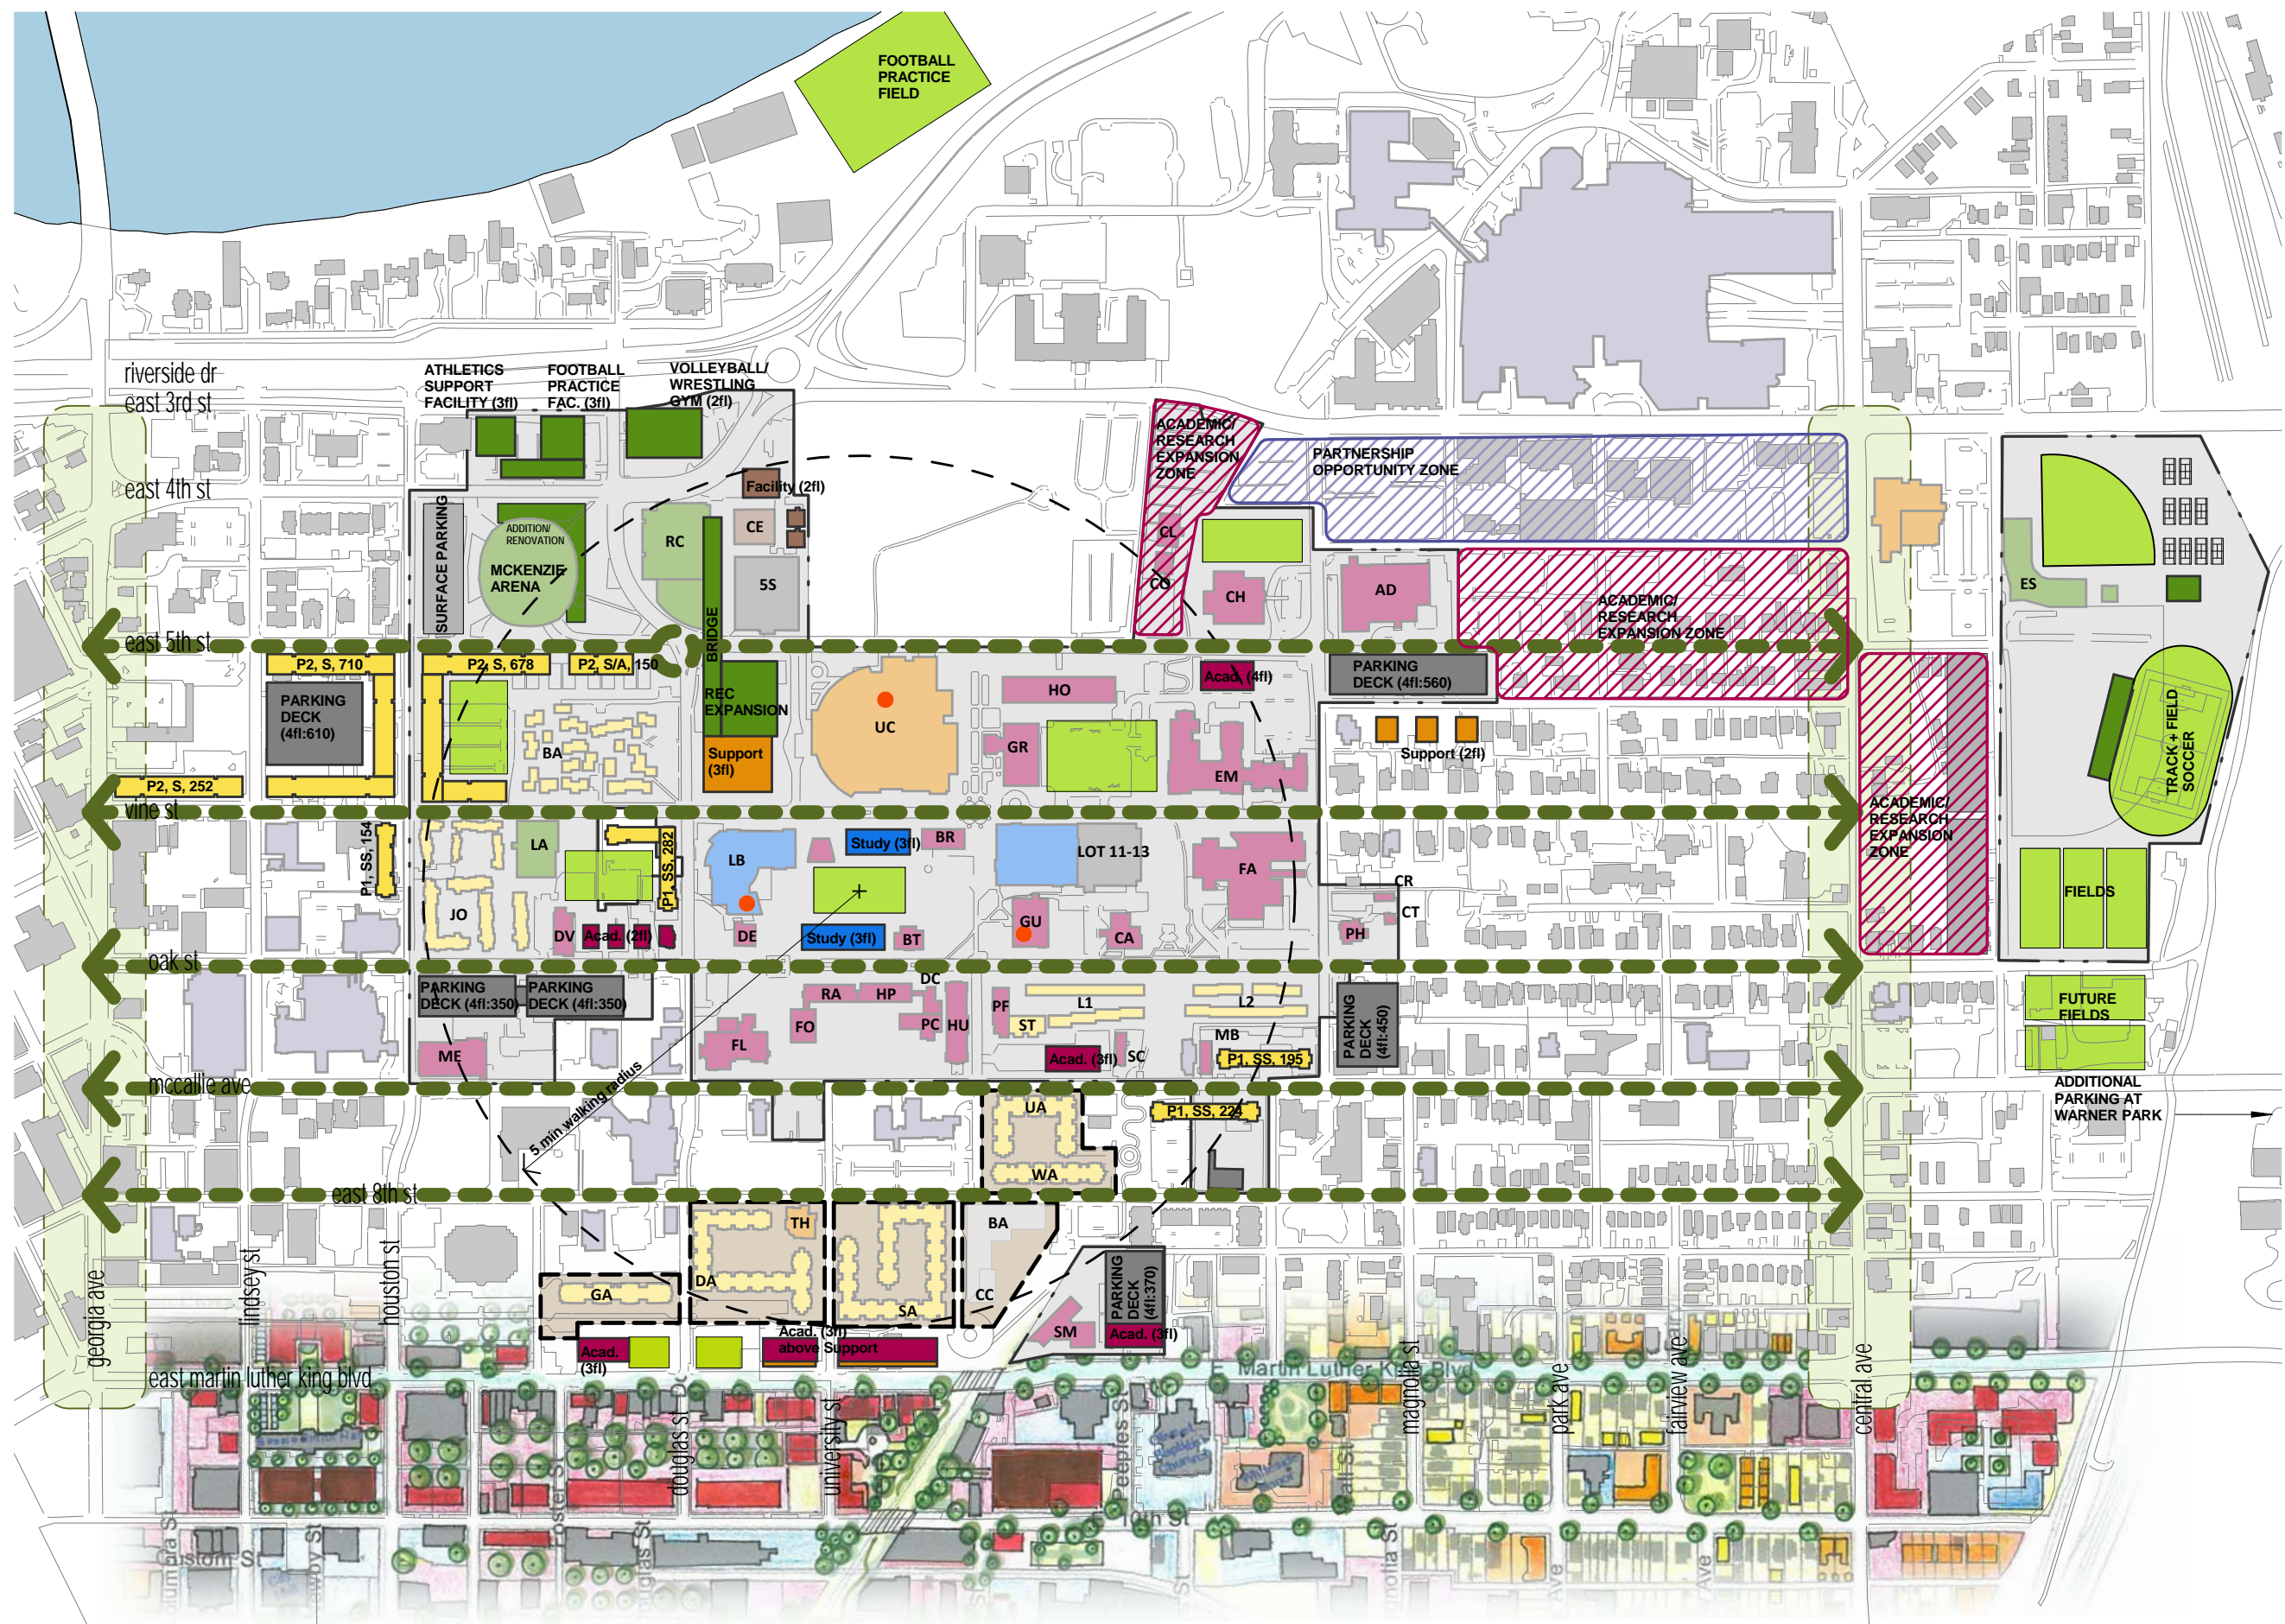 FOOTBALL
PRACTICE
FIELD
riverside dr
east 3rd st
east 4th st
ATHLETICS
SUPPORT
FACILITY (3fl)
FOOTBALL
PRACTICE
FAC. (3fl)
VOLLEYBALL/
WRESTLING
GYM (2fl)
ACADEMIC/
RESEARCH
EXPANSION
ZONE
PARTNERSHIP
OPPORTUNITY ZONE
SURFACE PARKING
ADDITION/
RENOVATION
MCKENZIE
ARENA
RC
Facility (2fl)
CE
5S
BRIDGE
CL
CO
CH
AD
ACADEMIC/
RESEARCH
EXPANSION ZONE
ES
east 5th st
P2, S, 710
P2, S, 678
P2, S/A, 150
PARKING
DECK
(4fl:610)
BA
REC
EXPANSION
Support
(3fl)
UC
HO
GR
Acad. (4fl)
EM
PARKING
DECK (4fl:560)
Support (2fl)
TRACK + FIELD
SOCCER
P2, S, 252
vine st
P1, SS, 154
JO
LA
P1, SS, 282
LB
Study (3fl)
BR
LOT 11-13
FA
ACADEMIC/
RESEARCH
EXPANSION
ZONE
FIELDS
CR
CT
PH
DV
Acad. (2fl)
DE
Study (3fl)
BT
GU
CA
oak st
PARKING
DECK (4fl:350)
PARKING
DECK (4fl:350)
RA
HP
DC
FO
PC
HU
PF
ST
L1
L2
MB
FL
ME
Acad. (3fl)
SC
P1, SS, 195
PARKING
DECK
(4fl:450)
FUTURE
FIELDS
mccallie ave
5 min walking radius
UA
WA
P1, SS, 224
ADDITIONAL
PARKING AT
WARNER PARK
east 8th st
TH
DA
GA
SA
BA
CC
SM
PARKING
DECK
(4fl:370)
Acad. (3fl)
Acad.
(3fl)
Acad. (3fl)
above Support
georgia ave
lindsey st
houston st
douglas st
university st
magnolia st
park ave
fairview ave
central ave
east martin luther king blvd
E Martin Luther King Blvd
Peeples St
10th St